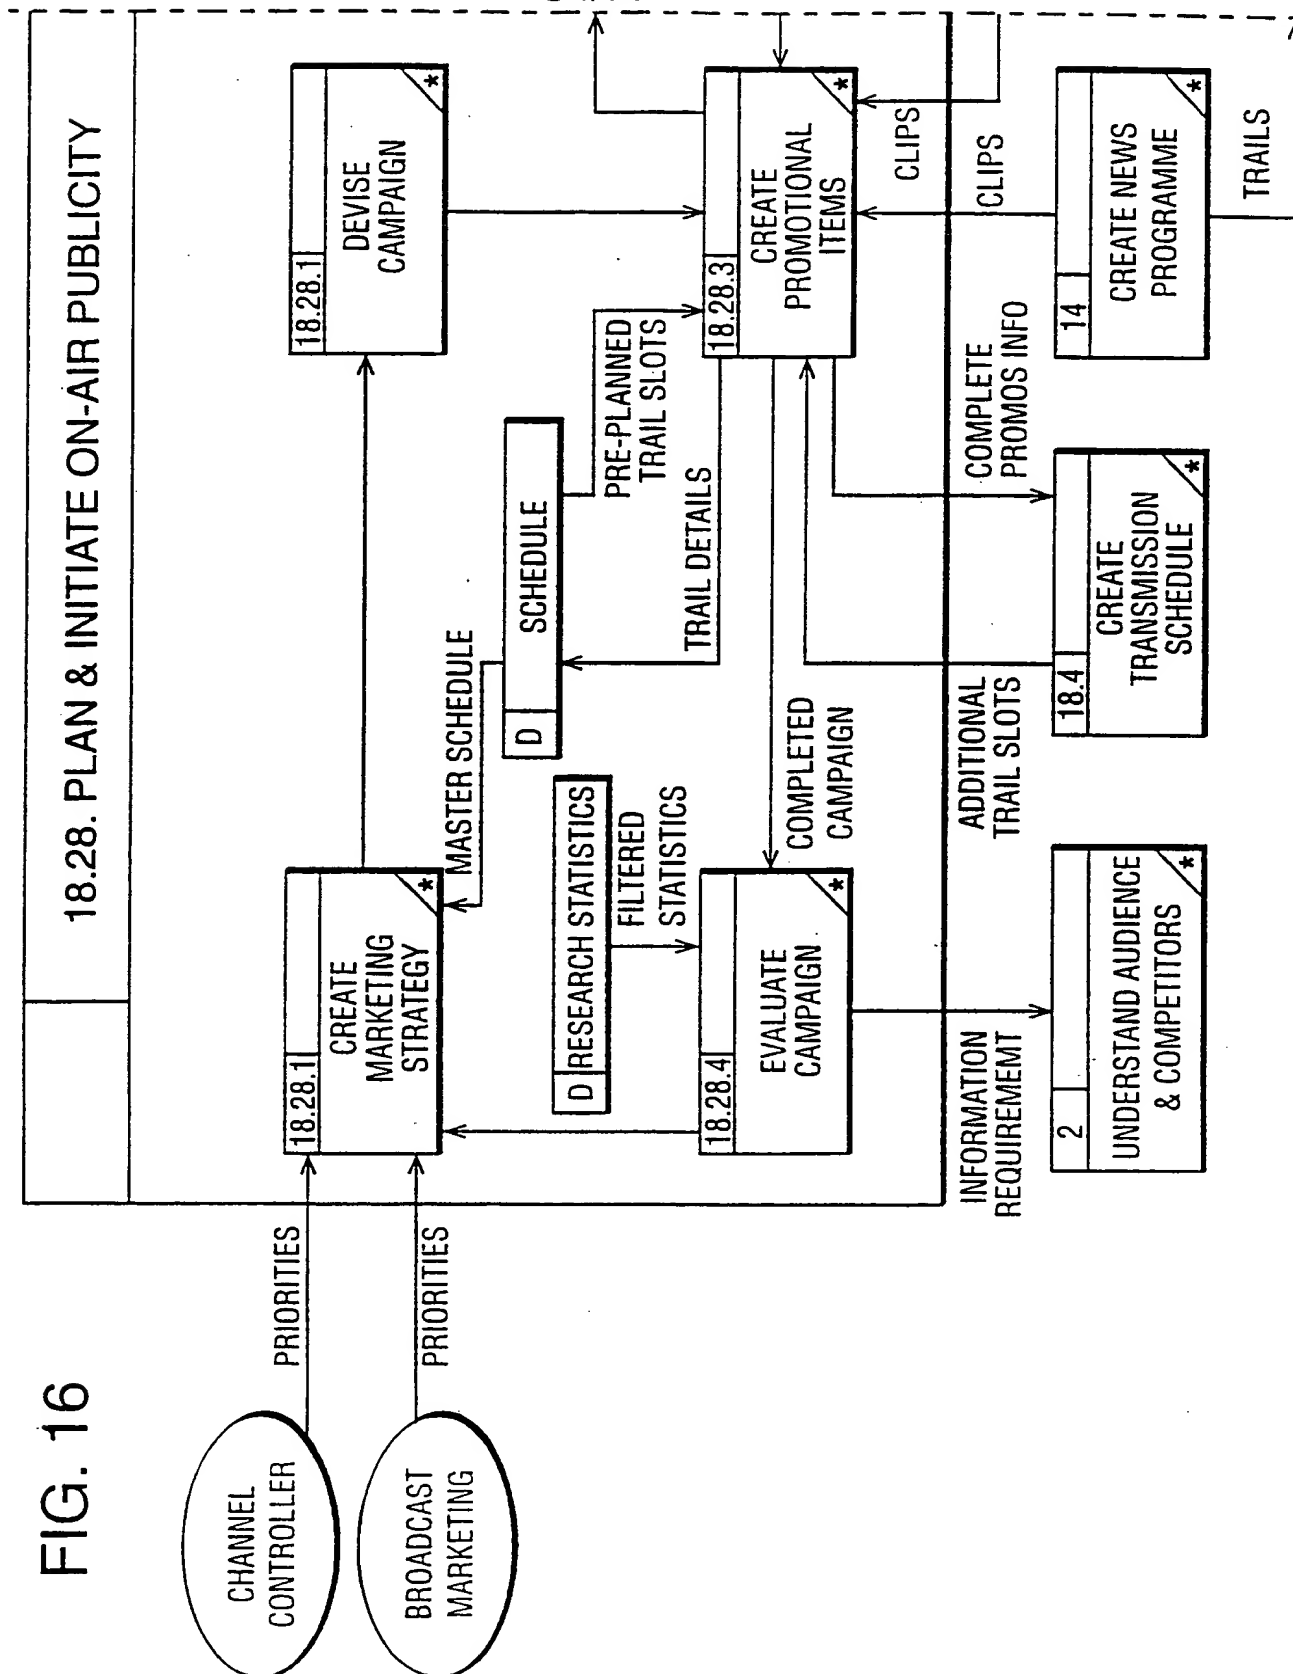 FIG. 16
18.28. PLAN & INITIATE ON-AIR PUBLICITY
CHANNEL
CONTROLLER
BROADCAST
MARKETING
PRIORITIES
PRIORITIES
18.28.1
CREATE
MARKETING
STRATEGY
*
MASTER SCHEDULE
18.28.1
DEVISE
CAMPAIGN
*
D
SCHEDULE
D
RESEARCH STATISTICS
FILTERED
STATISTICS
PRE-PLANNED
TRAIL SLOTS
TRAIL DETAILS
18.28.4
EVALUATE
CAMPAIGN
*
COMPLETED
CAMPAIGN
18.28.3
CREATE
PROMOTIONAL
ITEMS
*
CLIPS
CLIPS
INFORMATION
REQUIREMEMT
ADDITIONAL
TRAIL SLOTS
COMPLETE
PROMOS INFO
2
UNDERSTAND AUDIENCE
& COMPETITORS
*
18.4
CREATE
TRANSMISSION
SCHEDULE
*
14
CREATE NEWS
PROGRAMME
*
TRAILS